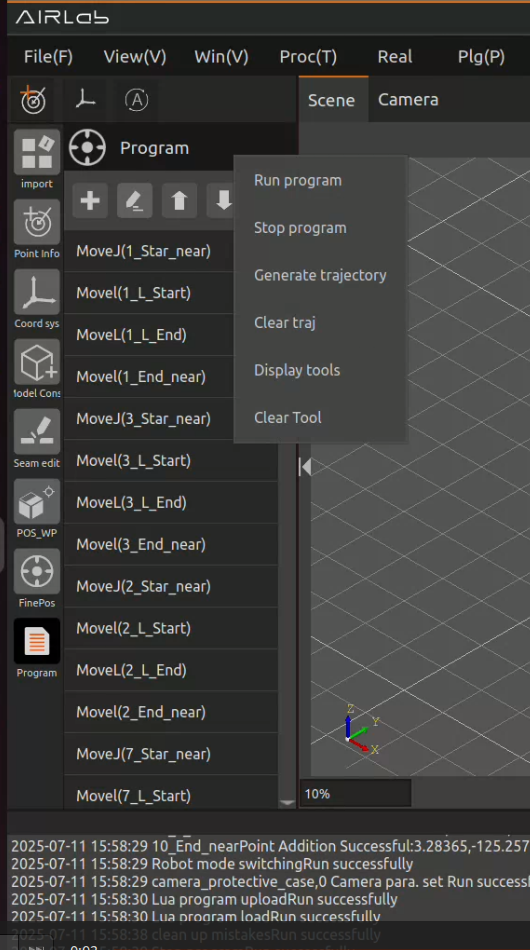 AIRLab
File(F) View(V) Win(V) Proc(T) Real Plg(P)
Scene Camera
Program
import
Point Info
Coord sys
Model Cons
Seam edit
POS_WP
FinePos
Program
MoveJ(1_Star_near)
Movel(1_L_Start)
MoveL(1_L_End)
Movel(1_End_near)
MoveJ(3_Star_near)
Movel(3_L_Start)
MoveL(3_L_End)
Movel(3_End_near)
MoveJ(2_Star_near)
Movel(2_L_Start)
MoveL(2_L_End)
Movel(2_End_near)
MoveJ(7_Star_near)
Movel(7_L_Start)
Run program
Stop program
Generate trajectory
Clear traj
Display tools
Clear Tool
Z
Y
X
10%
2025-07-11 15:58:29 10_End_nearPoint Addition Successful:3.28365,-125.257
2025-07-11 15:58:29 Robot mode switchingRun successfully
2025-07-11 15:58:29 camera_protective_case,0 Camera para. set Run successf
2025-07-11 15:58:30 Lua program uploadRun successfully
2025-07-11 15:58:30 Lua program loadRun successfully
2025-07-11 15:58:38 clean up mistakesRun successfully